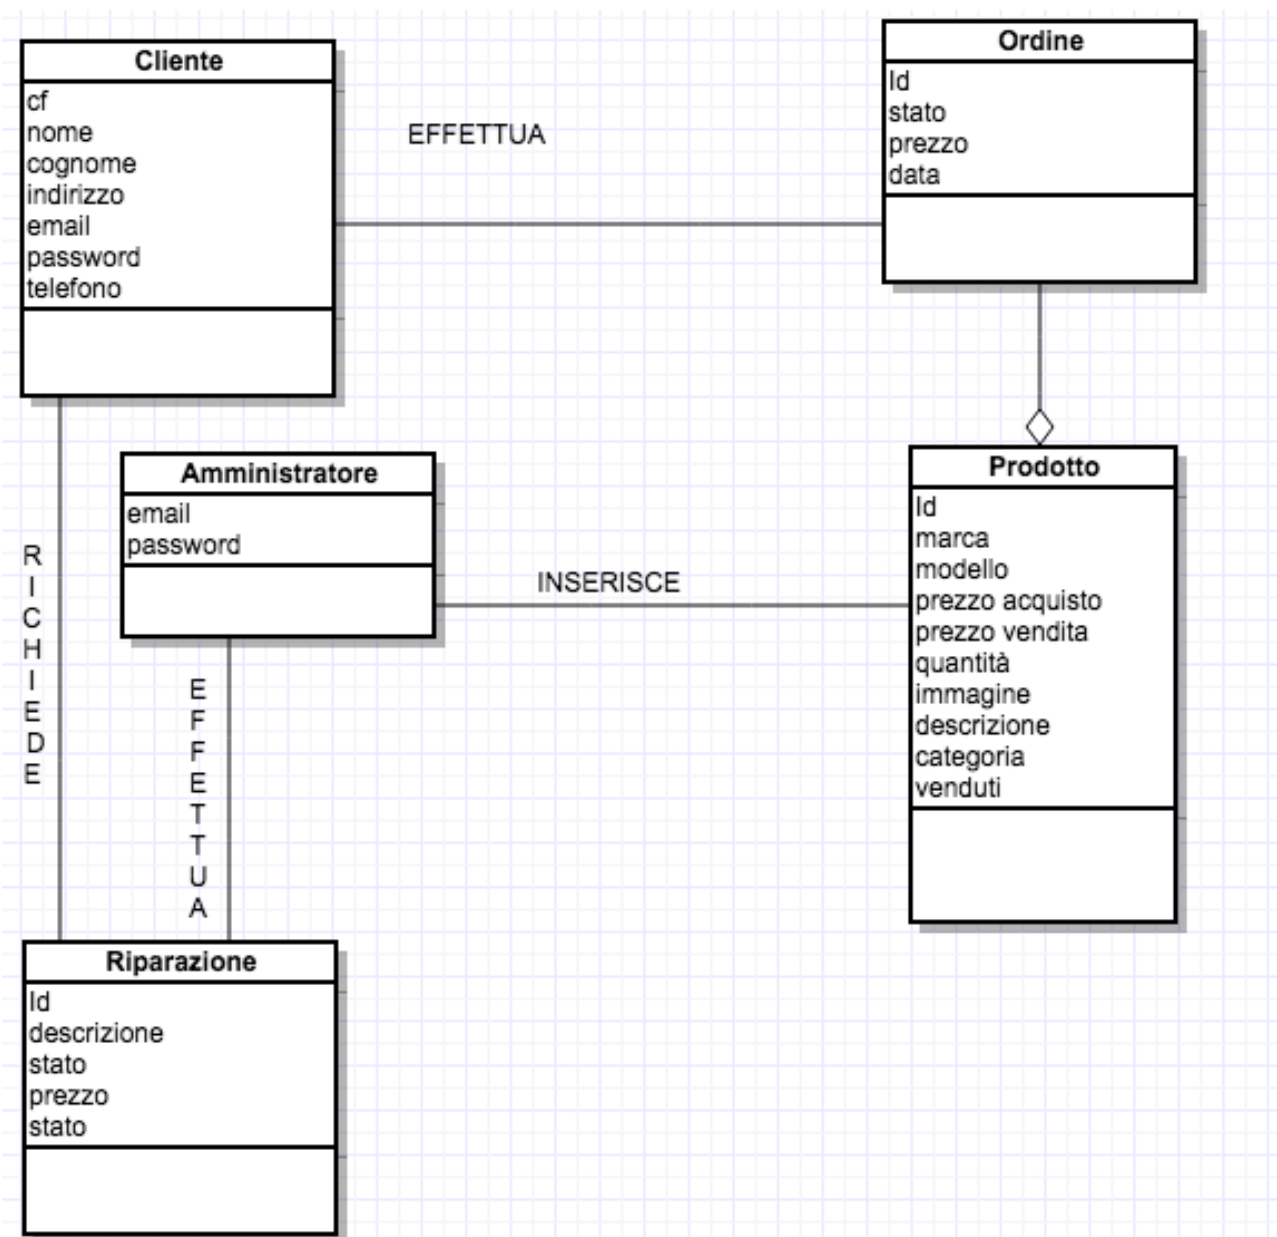 Cliente
cf
nome
cognome
indirizzo
email
password
telefono
EFFETTUA
Ordine
Id
stato
prezzo
data
Amministratore
email
password
INSERISCE
Prodotto
Id
marca
modello
prezzo acquisto
prezzo vendita
quantità
immagine
descrizione
categoria
venduti
RICHIEDE
EFFETTUA
Riparazione
Id
descrizione
stato
prezzo
stato